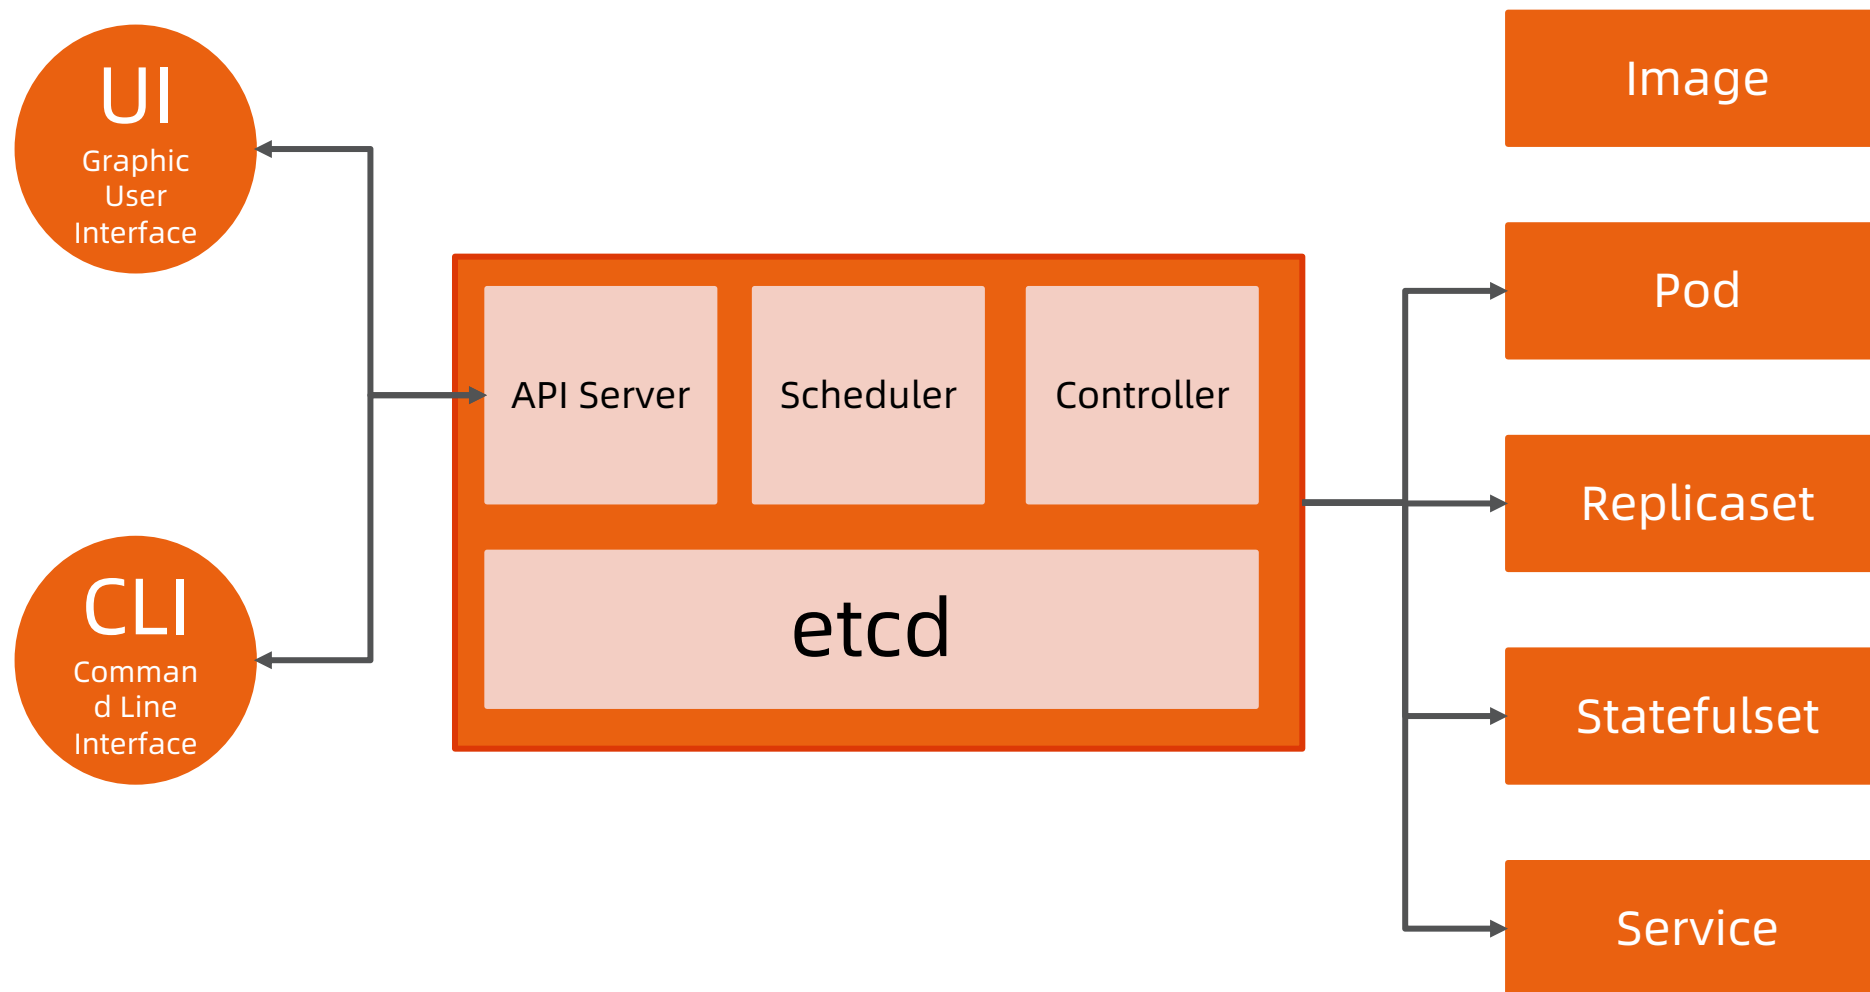 UI
Graphic
User
Interface
CLI
Comman
d Line
Interface
API Server
Scheduler
Controller
etcd
Image
Pod
Replicaset
Statefulset
Service